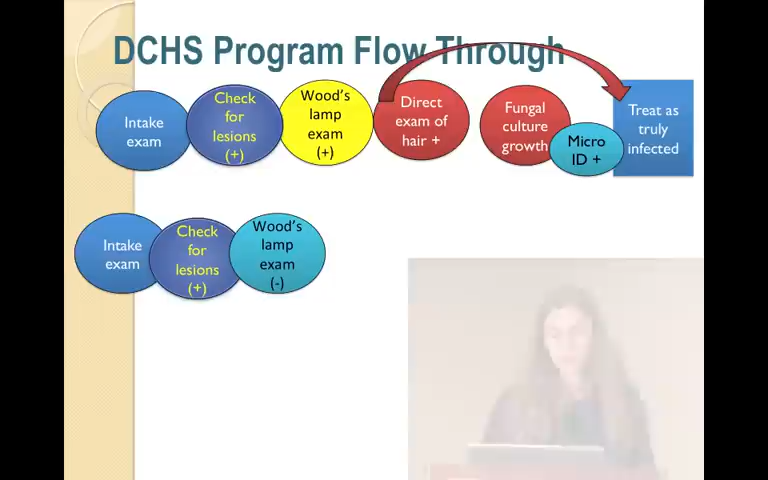 DCHS Program Flow Through
Intake
exam
Check
for
lesions
(+)
Wood's
lamp
exam
(+)
Direct
exam of
hair +
Fungal
culture
growth
Micro
ID +
Treat as
truly
infected
Intake
exam
Check
for
lesions
(+)
Wood's
lamp
exam
(-)